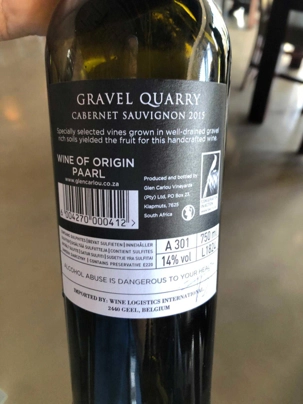 GRAVEL QUARRY
CABERNET SAUVIGNON 2015
Specially selected vines grown in well-drained gravel
rich soils yielded the fruit for this handcrafted wine.
WINE OF ORIGIN
PAARL
www.glencarlou.co.za
Produced and bottled by
Glen Carlou Vineyards
(Pty) Ltd, PO Box 23,
Klapmuts, 7625
South Africa
A 301
14% vol
CONTAINS PRESERVATIVE E220
ALCOHOL ABUSE IS DANGEROUS TO YOUR
IMPORTED BY: WINE LOGISTICS
2440 GEEL, BELGIUM